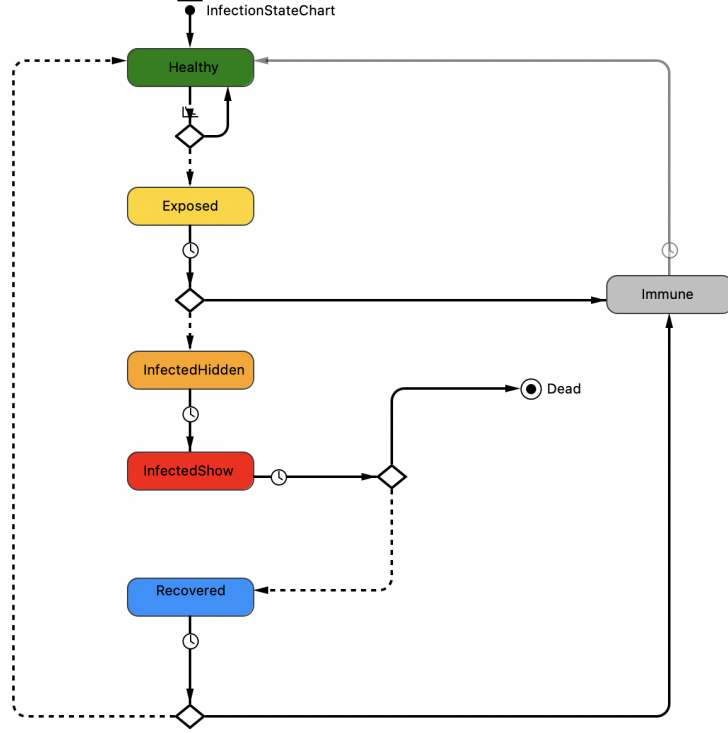 InfectionStateChart
Healthy
Exposed
Immune
InfectedHidden
Dead
InfectedShow
Recovered